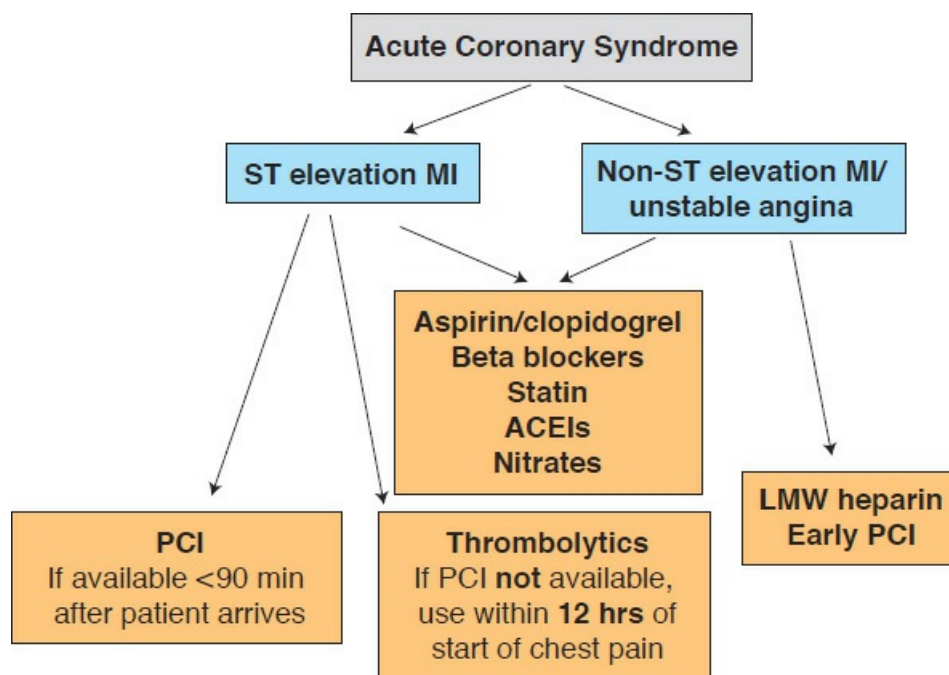 Acute Coronary Syndrome
ST elevation MI
Non-ST elevation MI/
unstable angina
Aspirin/clopidogrel
Beta blockers
Statin
ACEIs
Nitrates
LMW heparin
Early PCI
PCI
If available <90 min
after patient arrives
Thrombolytics
If PCI not available,
use within 12 hrs of
start of chest pain